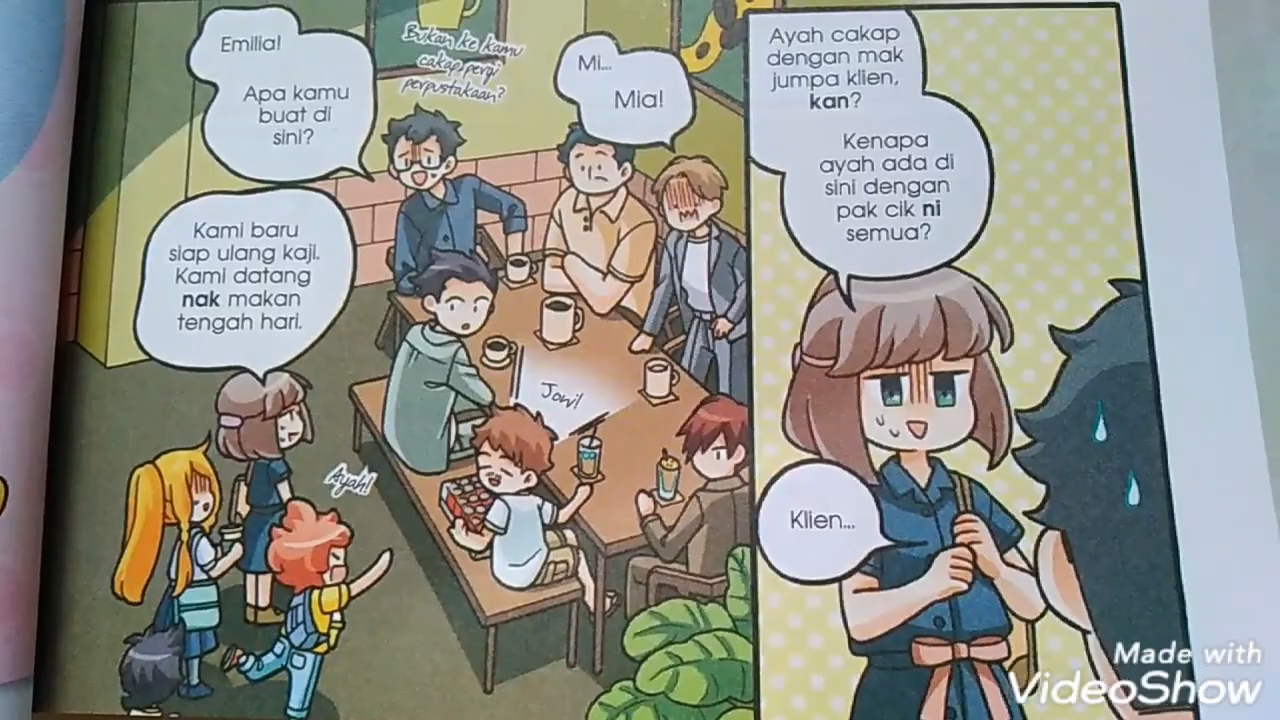 Emilia!
Apa kamu
buat di
sini?
Bukan ke kamu
cakap pergi
perpustakaan?
Mi...
Mia!
Kami baru
siap ulang kaji.
Kami datang
nak makan
tengah hari.
Jow!
Ayah!
Ayah cakap
dengan mak
jumpa klien,
kan?
Kenapa
ayah ada di
sini dengan
pak cik ni
semua?
Klien...
Made with
VideoShow